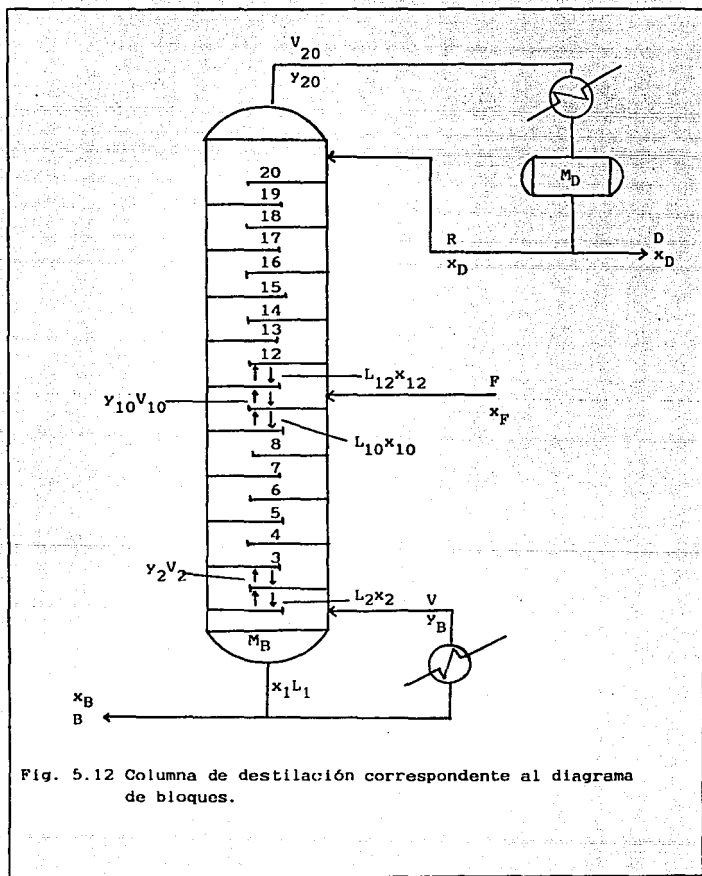 V20
y20
MD
R
xD
D
xD
20
19
18
17
16
15
14
13
12
L12x12
F
xF
y10V10
L10x10
8
7
6
5
4
3
y2V2
L2x2
V
yB
MB
x1L1
xB
B
Fig. 5.12 Columna de destilación correspondente al diagrama
de bloques.